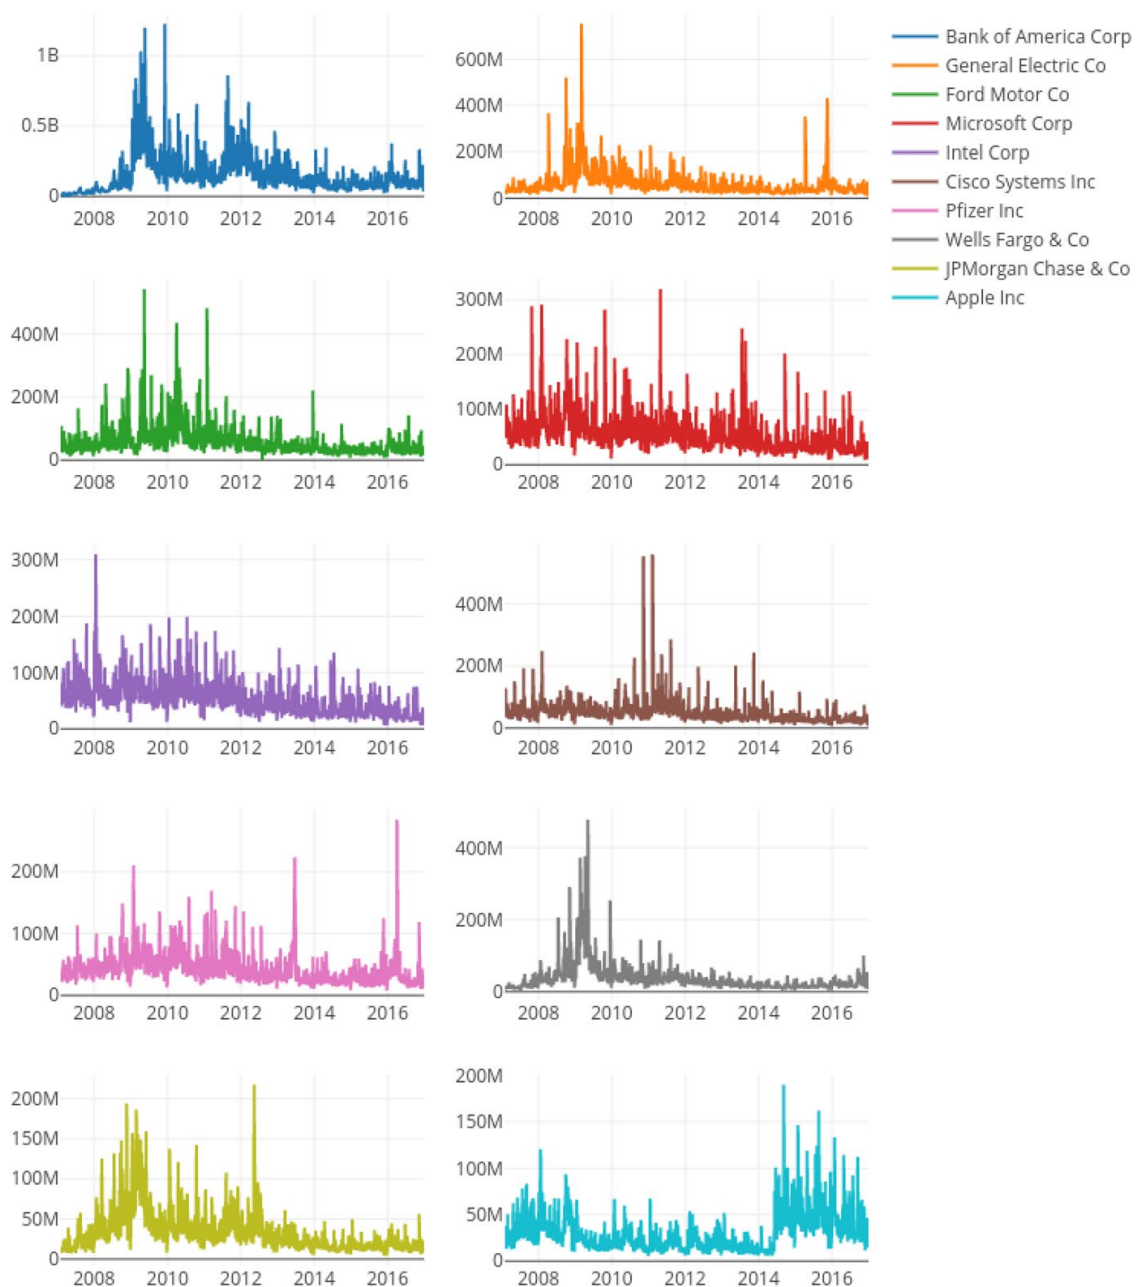 1B
0.5B
0
2008 2010 2012 2014 2016
600M
400M
200M
0
2008 2010 2012 2014 2016
Bank of America Corp
General Electric Co
Ford Motor Co
Microsoft Corp
Intel Corp
Cisco Systems Inc
Pfizer Inc
Wells Fargo & Co
JPMorgan Chase & Co
Apple Inc
400M
200M
0
2008 2010 2012 2014 2016
300M
200M
100M
0
2008 2010 2012 2014 2016
300M
200M
100M
0
2008 2010 2012 2014 2016
400M
200M
0
2008 2010 2012 2014 2016
200M
100M
0
2008 2010 2012 2014 2016
400M
200M
0
2008 2010 2012 2014 2016
200M
150M
100M
50M
0
2008 2010 2012 2014 2016
200M
150M
100M
50M
0
2008 2010 2012 2014 2016